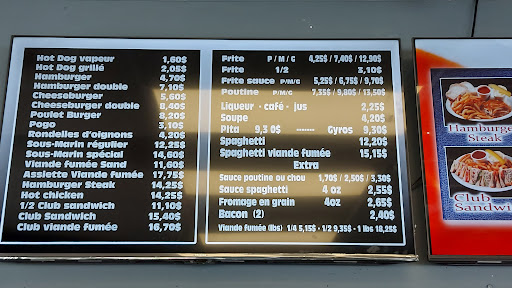 Hot Dog vapeur 1,60$
Hot Dog grillé 2,05$
Hamburger 4,70$
Hamburger double 7,10$
Cheeseburger 5,60$
Cheeseburger double 8,40$
Poulet Burger 8,20$
Pogo 3,10$
Rondelles d'oignons 4,20$
Sous-Marin régulier 12,25$
Sous-Marin spécial 14,60$
Viande fumée Sand 11,60$
Assiette Viande fumée 17,75$
Hamburger Steak 14,25$
Hot chicken 14,25$
1/2 Club sandwich 11,10$
Club Sandwich 15,40$
Club viande fumée 16,70$
Frite P / M / G 4,25$ / 7,40$ / 12,90$
Frite 1/2 3,10$
Frite sauce P / M / G 5,25$ / 6,75$ / 9,70$
Poutine P / M / G 7,35$ / 9,80$ / 13,50$
Liqueur · café · jus 2,25$
Soupe 4,20$
Pita 9,3 0$ ------ Gyros 9,30$
Spaghetti 12,20$
Spaghetti viande fumée 15,15$
Extra
Sauce poutine ou chou 1,70$ / 2,50$ / 3,30$
Sauce spaghetti 4 oz 2,55$
Fromage en grain 4oz 2,65$
Bacon (2) 2,40$
Viande fumée (lbs) 1/4 5,15$ - 1/2 9,35$ - 1 lbs 18,25$
Hamburge
Steak
Club
Sandwi